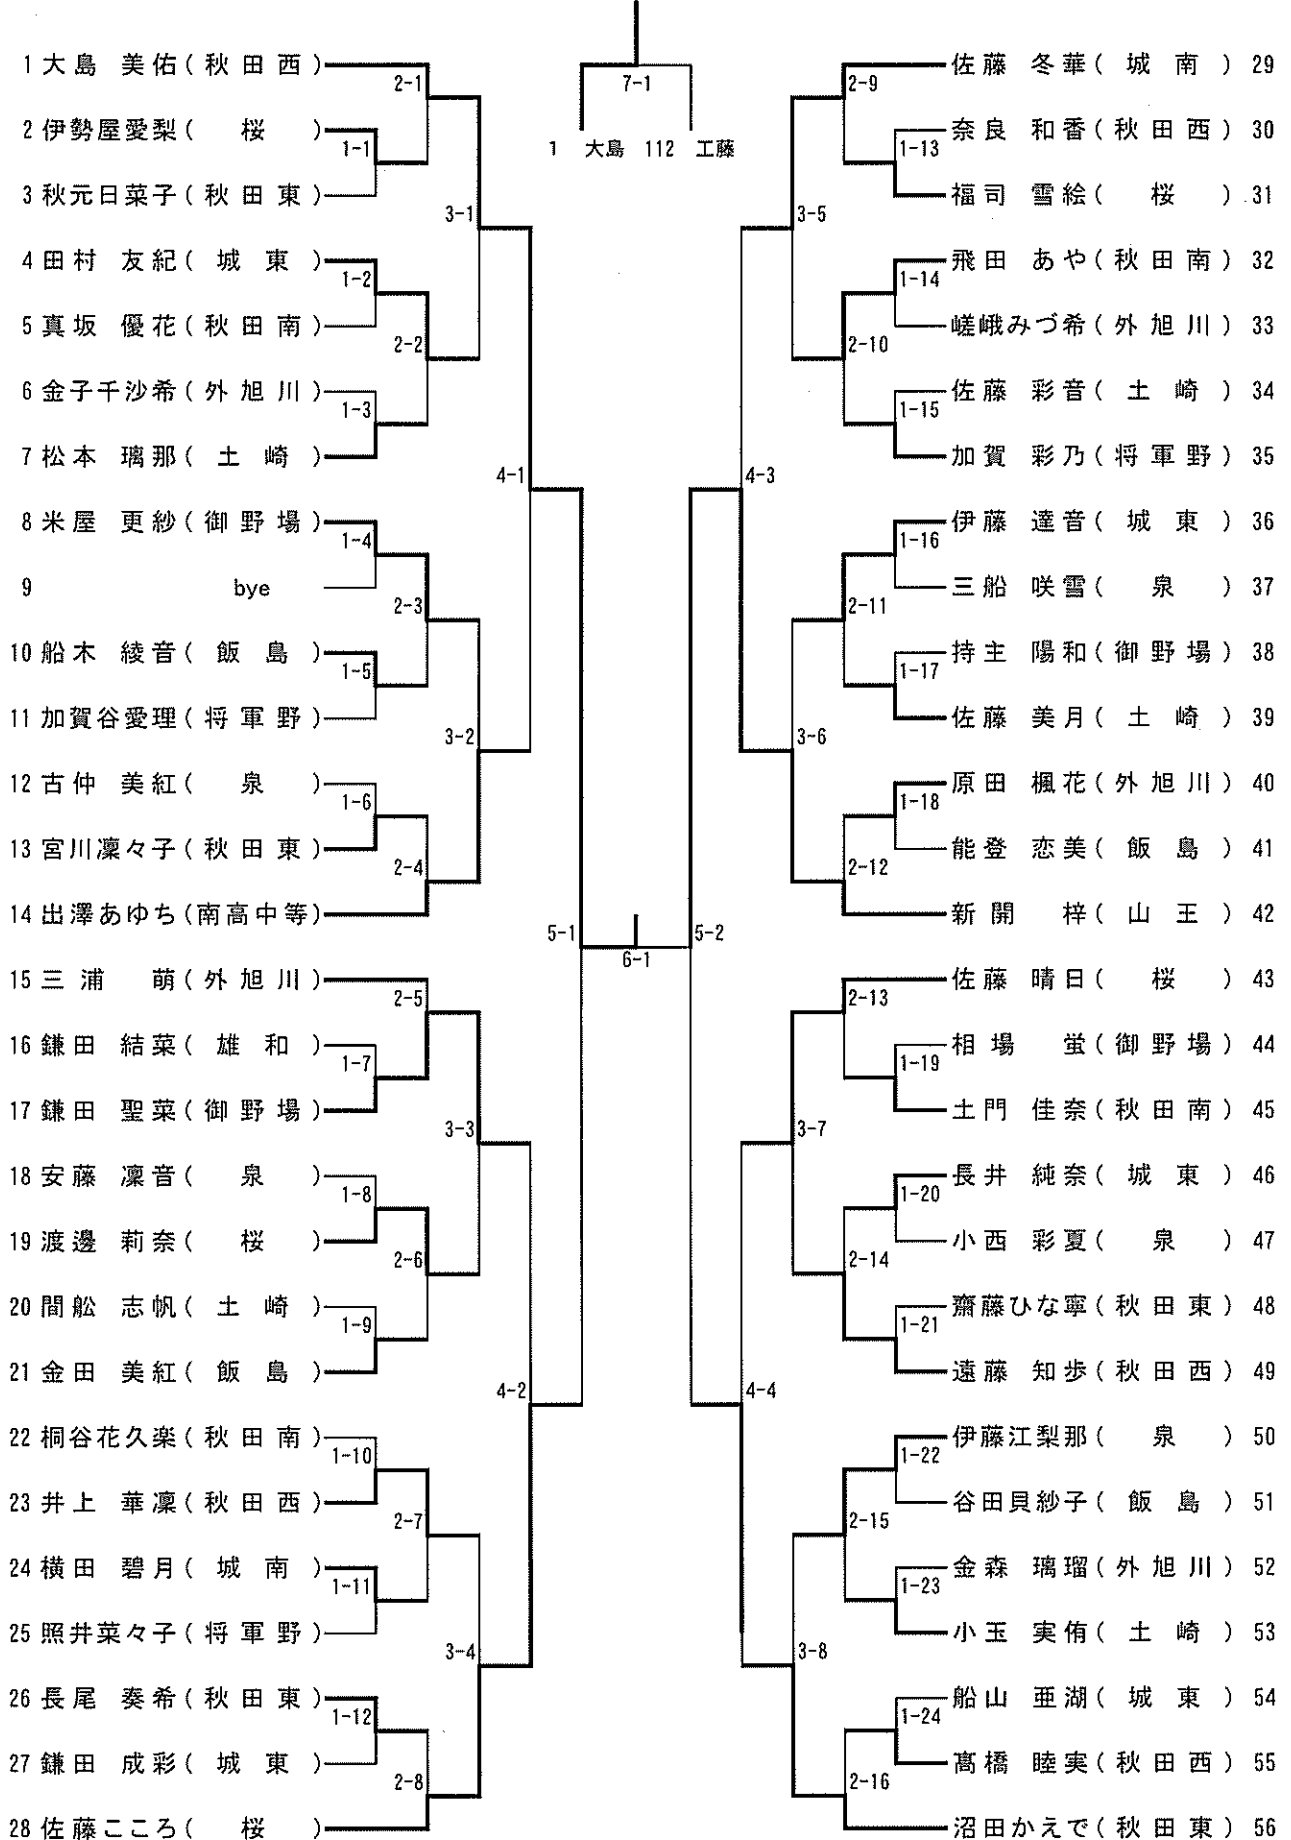 7-1
1 大島 112 工藤
1 大島 美佑 (秋田西)
2 伊勢屋愛梨 (桜)
3 秋元日菜子 (秋田東)
4 田村 友紀 (城東)
5 真坂 優花 (秋田南)
6 金子千沙希 (外旭川)
7 松本 璃那 (土崎)
8 米屋 更紗 (御野場)
9 bye
10 船木 綾音 (飯島)
11 加賀谷愛理 (将軍野)
12 古仲 美紅 (泉)
13 宮川凜々子 (秋田東)
14 出澤あゆち (南高中等)
15 三浦 萌 (外旭川)
16 鎌田 結菜 (雄和)
17 鎌田 聖菜 (御野場)
18 安藤 凜音 (泉)
19 渡邊 莉奈 (桜)
20 間舩 志帆 (土崎)
21 金田 美紅 (飯島)
22 桐谷花久楽 (秋田南)
23 井上 華凜 (秋田西)
24 横田 碧月 (城南)
25 照井菜々子 (将軍野)
26 長尾 奏希 (秋田東)
27 鎌田 成彩 (城東)
28 佐藤こころ (桜)
1-1
1-2
1-3
1-4
1-5
1-6
1-7
1-8
1-9
1-10
1-11
1-12
2-1
2-2
2-3
2-4
2-5
2-6
2-7
2-8
3-1
3-2
3-3
3-4
4-1
4-2
5-1
6-1
5-2
4-3
4-4
3-5
3-6
3-7
3-8
2-9
2-10
2-11
2-12
2-13
2-14
2-15
2-16
1-13
1-14
1-15
1-16
1-17
1-18
1-19
1-20
1-21
1-22
1-23
1-24
佐藤 冬華 (城南) 29
奈良 和香 (秋田西) 30
福司 雪絵 (桜) 31
飛田 あや (秋田南) 32
嵯峨みづ希 (外旭川) 33
佐藤 彩音 (土崎) 34
加賀 彩乃 (将軍野) 35
伊藤 達音 (城東) 36
三船 咲雪 (泉) 37
持主 陽和 (御野場) 38
佐藤 美月 (土崎) 39
原田 楓花 (外旭川) 40
能登 恋美 (飯島) 41
新開 梓 (山王) 42
佐藤 晴日 (桜) 43
相場 蛍 (御野場) 44
土門 佳奈 (秋田南) 45
長井 純奈 (城東) 46
小西 彩夏 (泉) 47
齋藤ひな寧 (秋田東) 48
遠藤 知歩 (秋田西) 49
伊藤江梨那 (泉) 50
谷田貝紗子 (飯島) 51
金森 璃瑠 (外旭川) 52
小玉 実侑 (土崎) 53
船山 亜湖 (城東) 54
髙橋 睦実 (秋田西) 55
沼田かえで (秋田東) 56